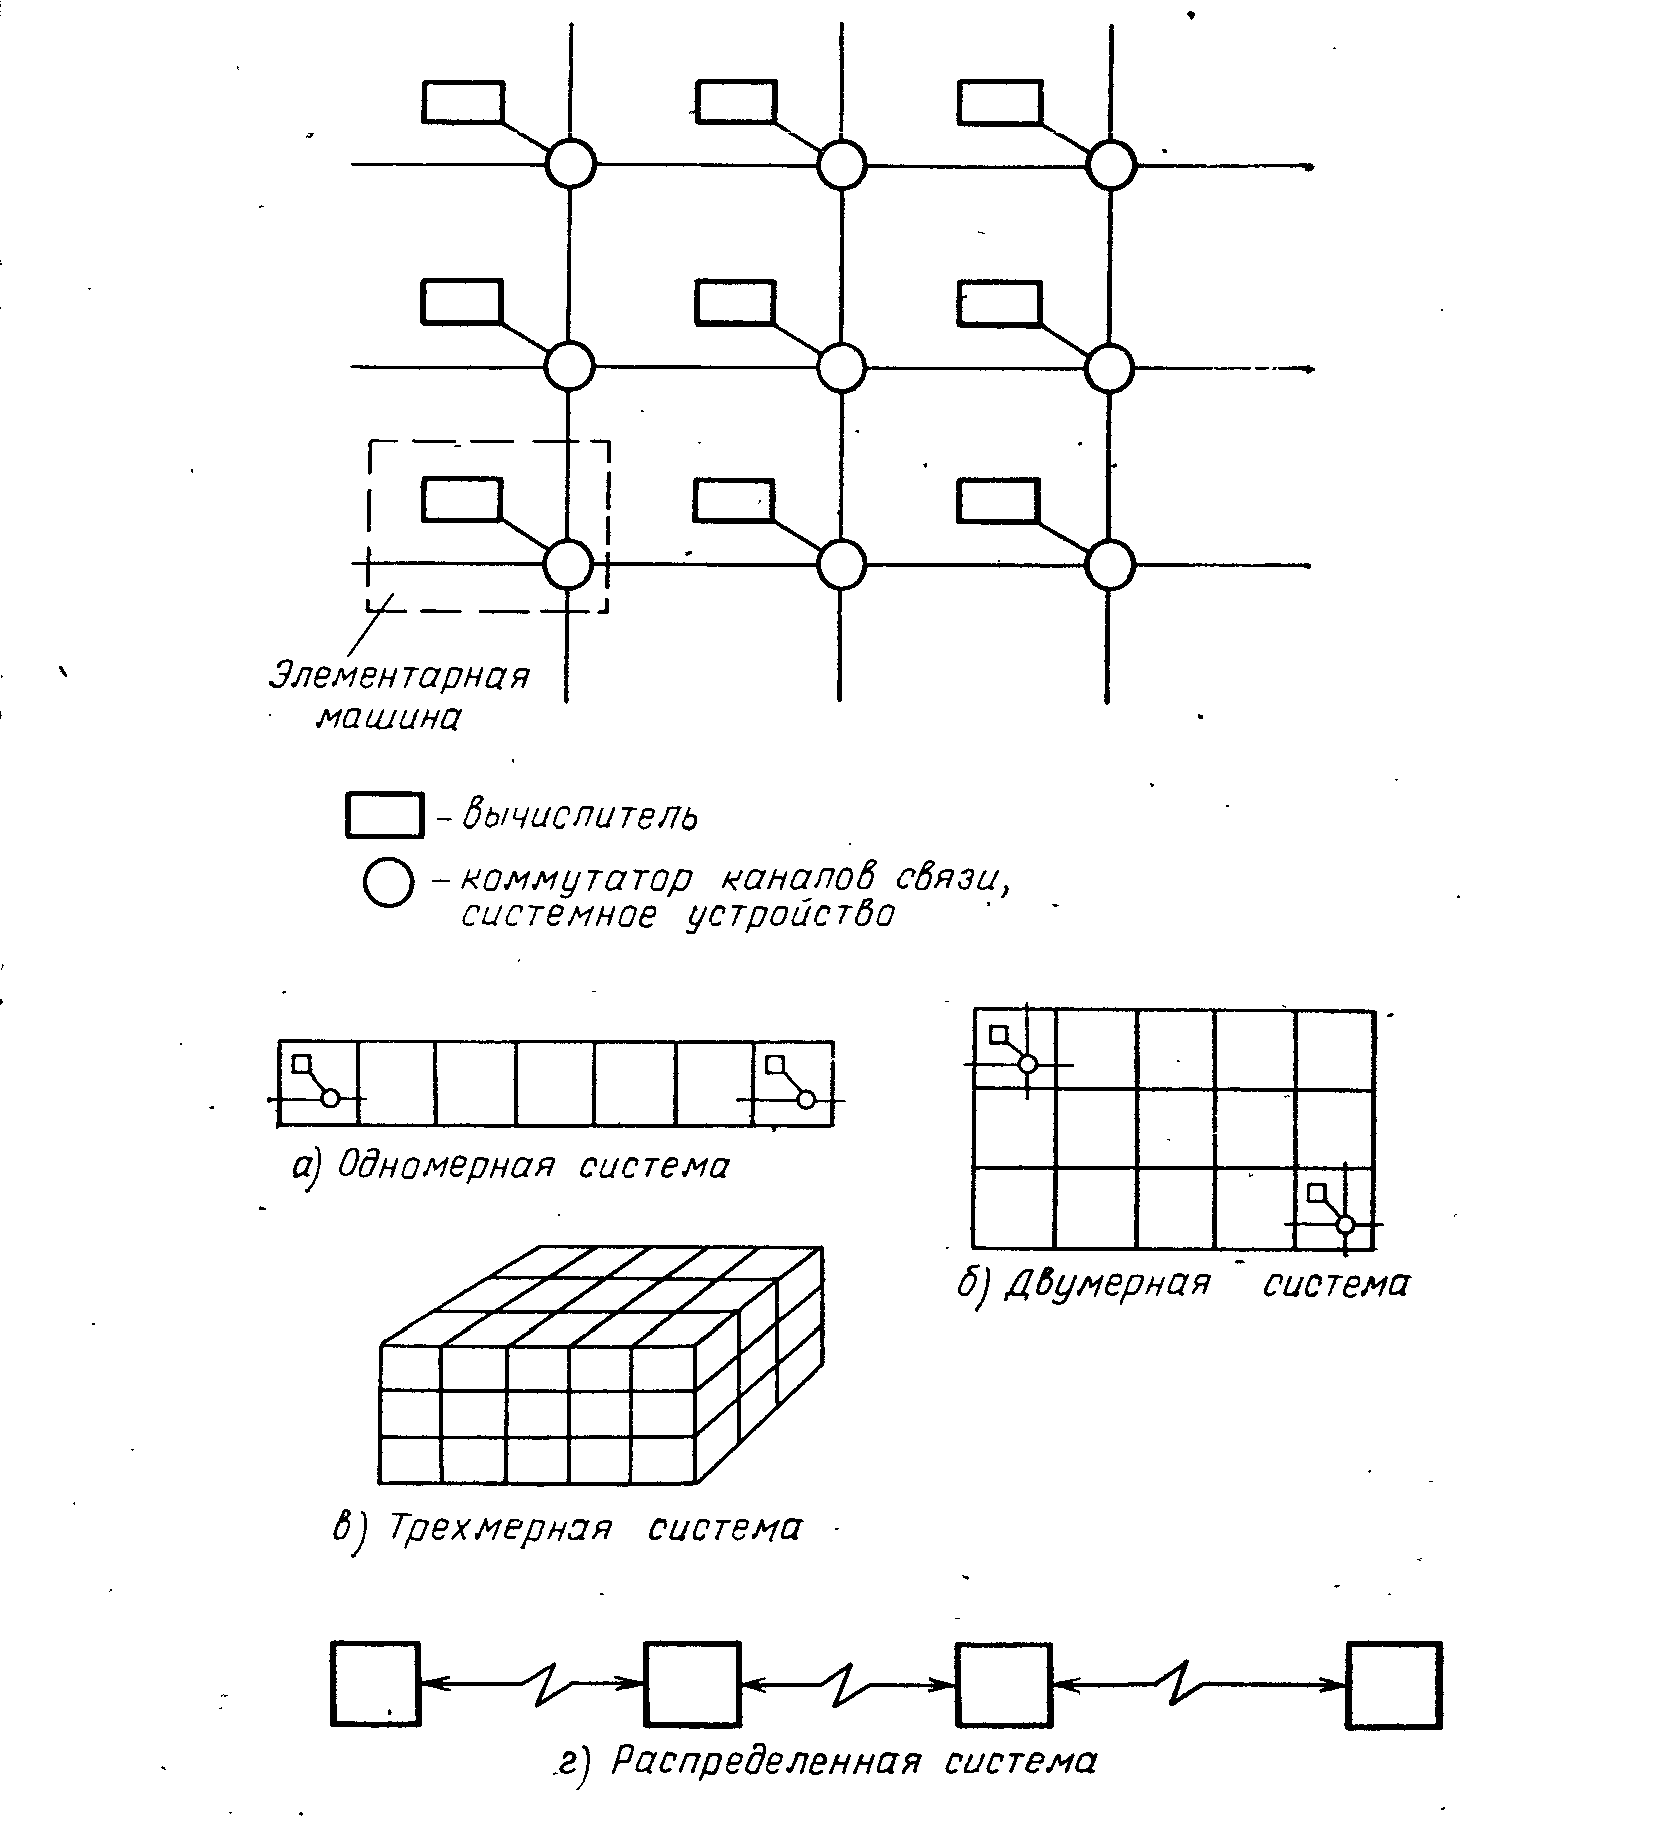 Элементарная
машина
- вычислитель
- коммутатор каналов связи,
системное устройство
а) Одномерная система
б) Двумерная система
в) Трехмерная система
г) Распределенная система